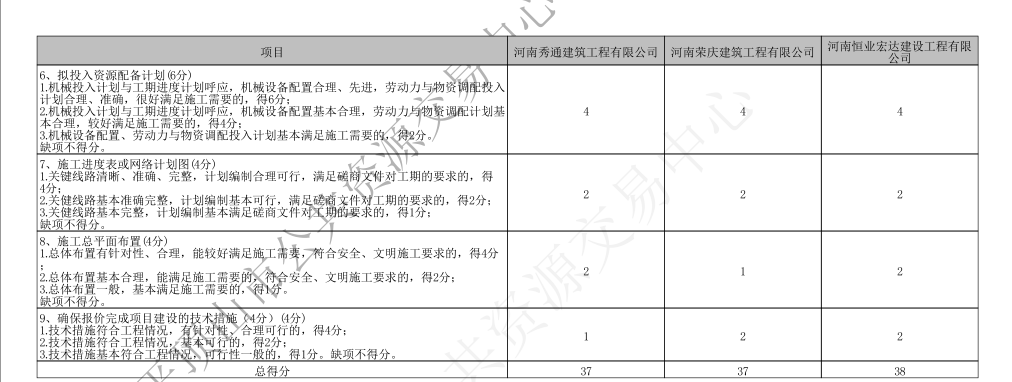 项目 河南秀通建筑工程有限公司 河南荣庆建筑工程有限公司 河南恒业宏达建设工程有限
公司
6、拟投入资源配备计划(6分)
1.机械投入计划与工期进度计划呼应，机械设备配置合理、先进，劳动力与物资调配投入
计划合理、准确，很好满足施工需要的，得6分；
2.机械投入计划与工期进度计划呼应，机械设备配置基本合理，劳动力与物资调配计划基
本合理，较好满足施工需要的，得4分；
3.机械设备配置、劳动力与物资调配投入计划基本满足施工需要的，得2分。
缺项不得分。
4 4 4
7、施工进度表或网络计划图(4分)
1.关键线路清晰、准确、完整，计划编制合理可行，满足磋商文件对工期的要求的，得
4分；
2.关健线路基本准确完整，计划编制基本可行，满足磋商文件对工期的要求的，得2分；
3.关健线路基本完整，计划编制基本满足磋商文件对工期的要求的，得1分；
缺项不得分。
2 2 2
8、施工总平面布置(4分)
1.总体布置有针对性、合理，能较好满足施工需要，符合安全、文明施工要求的，得4分
；
2.总体布置基本合理，能满足施工需要的，符合安全、文明施工要求的，得2分；
3.总体布置一般，基本满足施工需要的，得1分。
缺项不得分。
2 1 2
9、确保报价完成项目建设的技术措施（4分）(4分)
1.技术措施符合工程情况，有针对性、合理可行的，得4分；
2.技术措施符合工程情况，基本可行的，得2分；
3.技术措施基本符合工程情况，可行性一般的，得1分。缺项不得分。
1 2 2
总得分 37 37 38
平顶山市公共资源交易中心
共资源交易中心